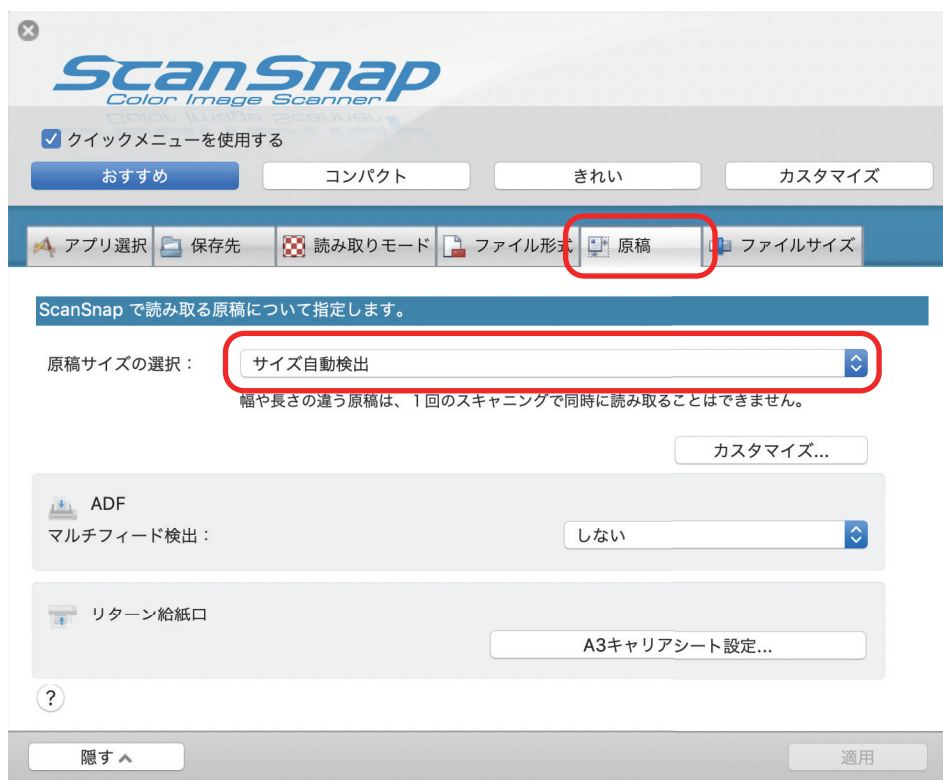 ScanSnap
Color Image Scanner
クイックメニューを使用する
おすすめ コンパクト きれい カスタマイズ
アプリ選択 保存先 読み取りモード ファイル形式 原稿 ファイルサイズ
ScanSnap で読み取る原稿について指定します。
原稿サイズの選択： サイズ自動検出
幅や長さの違う原稿は、1回のスキャニングで同時に読み取ることはできません。
カスタマイズ...
ADF
マルチフィード検出： しない
リターン給紙口
A3キャリアシート設定...
?
隠す 適用